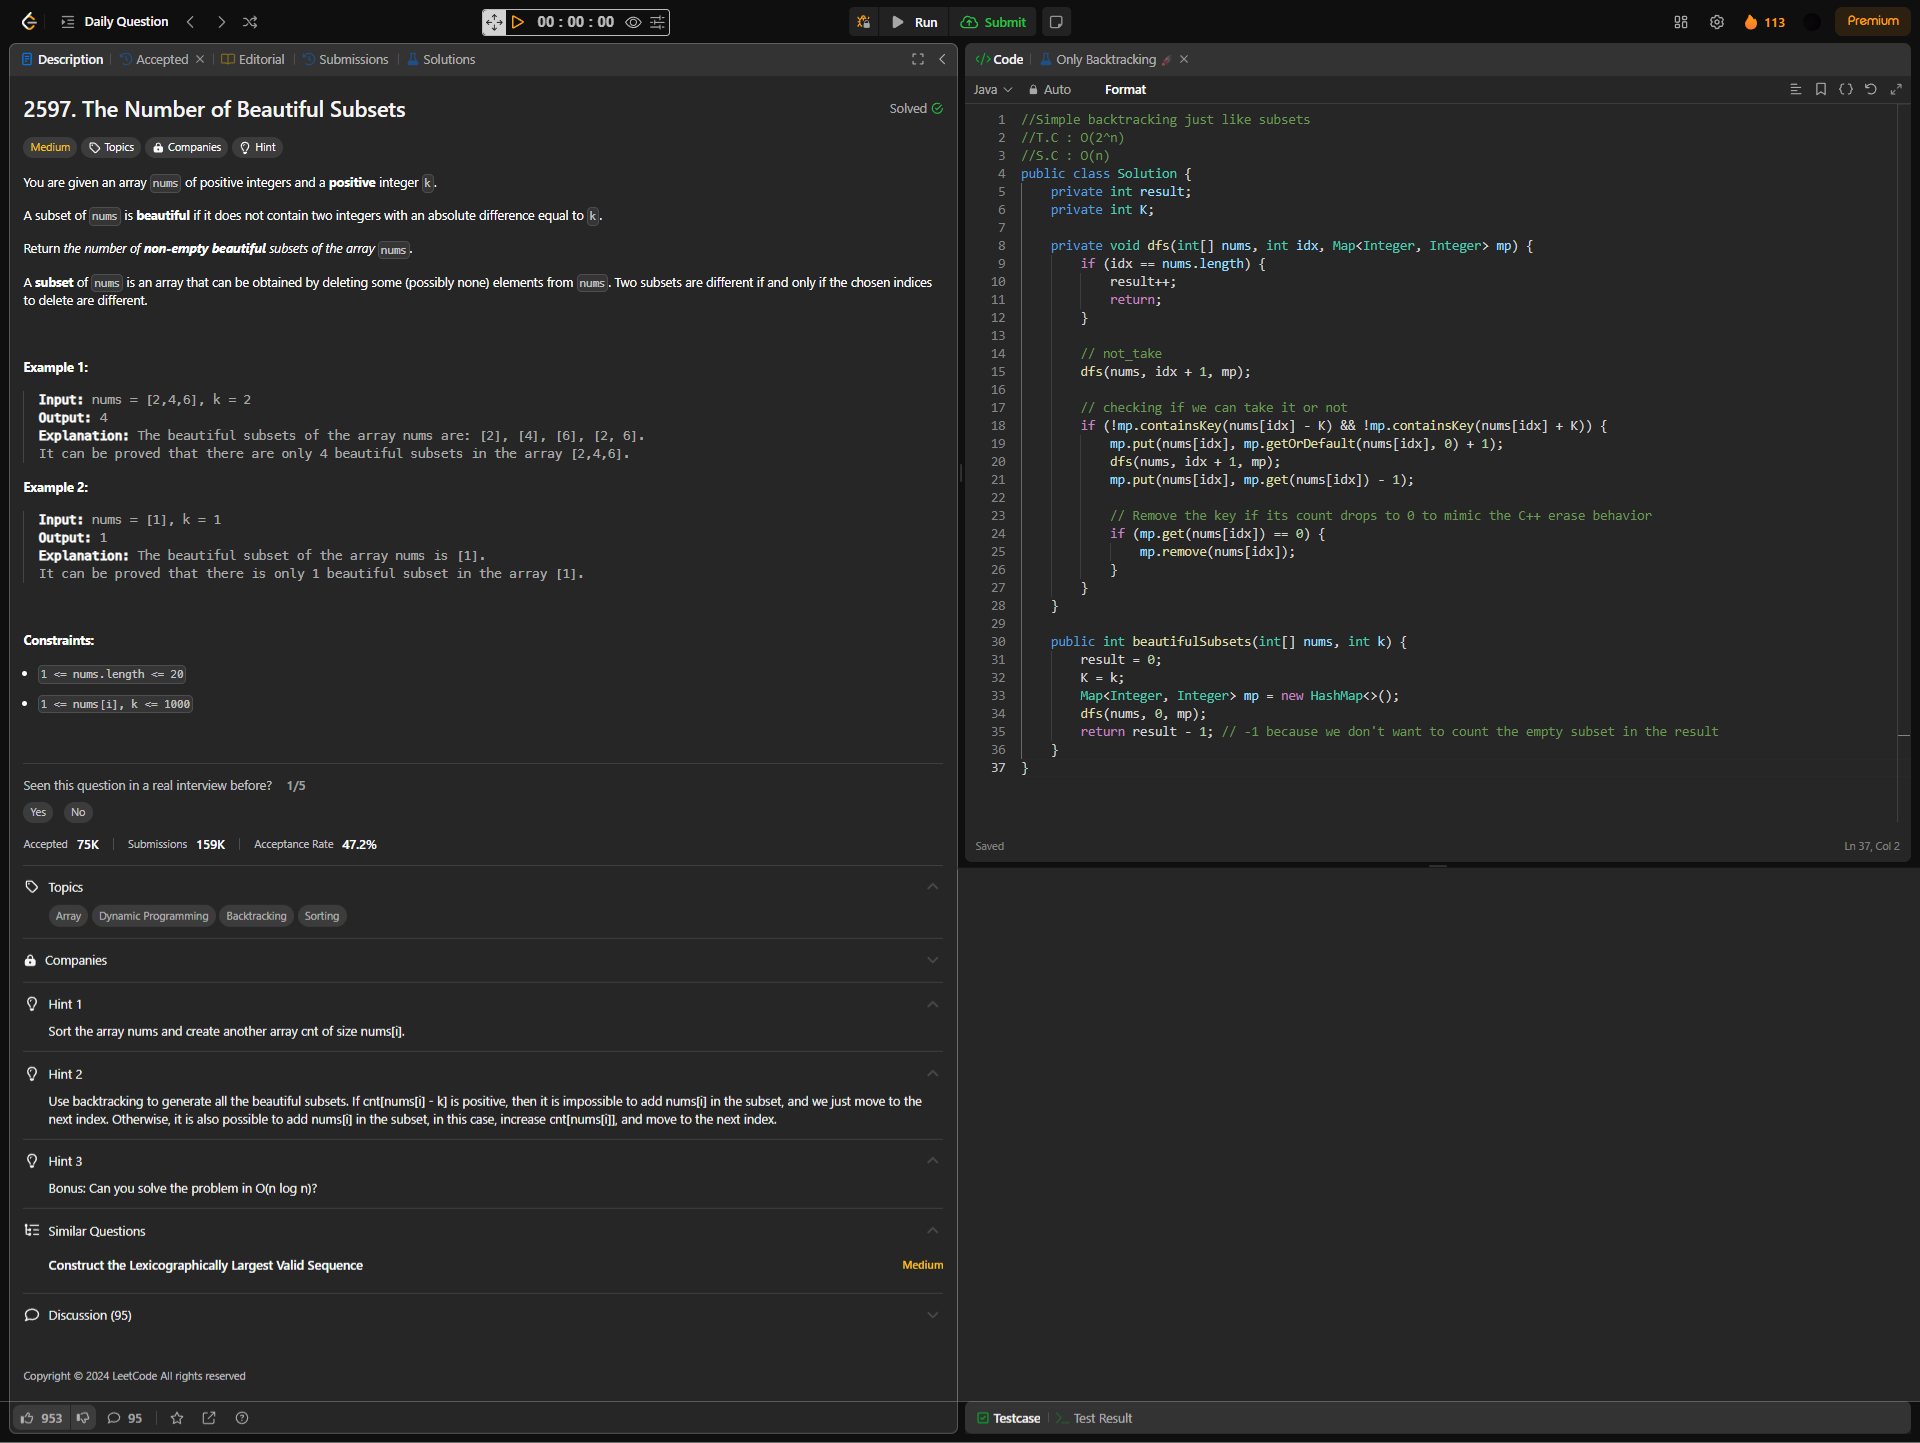 Daily Question
00 : 00 : 00
Run
Submit
113
Premium
Description
Accepted
Editorial
Submissions
Solutions
2597. The Number of Beautiful Subsets
Solved
Medium
Topics
Companies
Hint
You are given an array nums of positive integers and a positive integer k.
A subset of nums is beautiful if it does not contain two integers with an absolute difference equal to k.
Return the number of non-empty beautiful subsets of the array nums.
A subset of nums is an array that can be obtained by deleting some (possibly none) elements from nums. Two subsets are different if and only if the chosen indices
to delete are different.
Example 1:
Input: nums = [2,4,6], k = 2
Output: 4
Explanation: The beautiful subsets of the array nums are: [2], [4], [6], [2, 6].
It can be proved that there are only 4 beautiful subsets in the array [2,4,6].
Example 2:
Input: nums = [1], k = 1
Output: 1
Explanation: The beautiful subset of the array nums is [1].
It can be proved that there is only 1 beautiful subset in the array [1].
Constraints:
1 <= nums.length <= 20
1 <= nums[i], k <= 1000
Seen this question in a real interview before? 1/5
Yes
No
Accepted 75K
Submissions 159K
Acceptance Rate 47.2%
Topics
Array
Dynamic Programming
Backtracking
Sorting
Companies
Hint 1
Sort the array nums and create another array cnt of size nums[i].
Hint 2
Use backtracking to generate all the beautiful subsets. If cnt[nums[i] - k] is positive, then it is impossible to add nums[i] in the subset, and we just move to the
next index. Otherwise, it is also possible to add nums[i] in the subset, in this case, increase cnt[nums[i]], and move to the next index.
Hint 3
Bonus: Can you solve the problem in O(n log n)?
Similar Questions
Construct the Lexicographically Largest Valid Sequence
Medium
Discussion (95)
Copyright © 2024 LeetCode All rights reserved
953
95
</> Code
Only Backtracking
Java
Auto
Format
1 //Simple backtracking just like subsets
2 //T.C : O(2^n)
3 //S.C : O(n)
4 public class Solution {
5 private int result;
6 private int K;
7
8 private void dfs(int[] nums, int idx, Map<Integer, Integer> mp) {
9 if (idx == nums.length) {
10 result++;
11 return;
12 }
13
14 // not_take
15 dfs(nums, idx + 1, mp);
16
17 // checking if we can take it or not
18 if (!mp.containsKey(nums[idx] - K) && !mp.containsKey(nums[idx] + K)) {
19 mp.put(nums[idx], mp.getOrDefault(nums[idx], 0) + 1);
20 dfs(nums, idx + 1, mp);
21 mp.put(nums[idx], mp.get(nums[idx]) - 1);
22
23 // Remove the key if its count drops to 0 to mimic the C++ erase behavior
24 if (mp.get(nums[idx]) == 0) {
25 mp.remove(nums[idx]);
26 }
27 }
28 }
29
30 public int beautifulSubsets(int[] nums, int k) {
31 result = 0;
32 K = k;
33 Map<Integer, Integer> mp = new HashMap<>();
34 dfs(nums, 0, mp);
35 return result - 1; // -1 because we don't want to count the empty subset in the result
36 }
37 }
Saved
Ln 37, Col 2
Testcase
Test Result